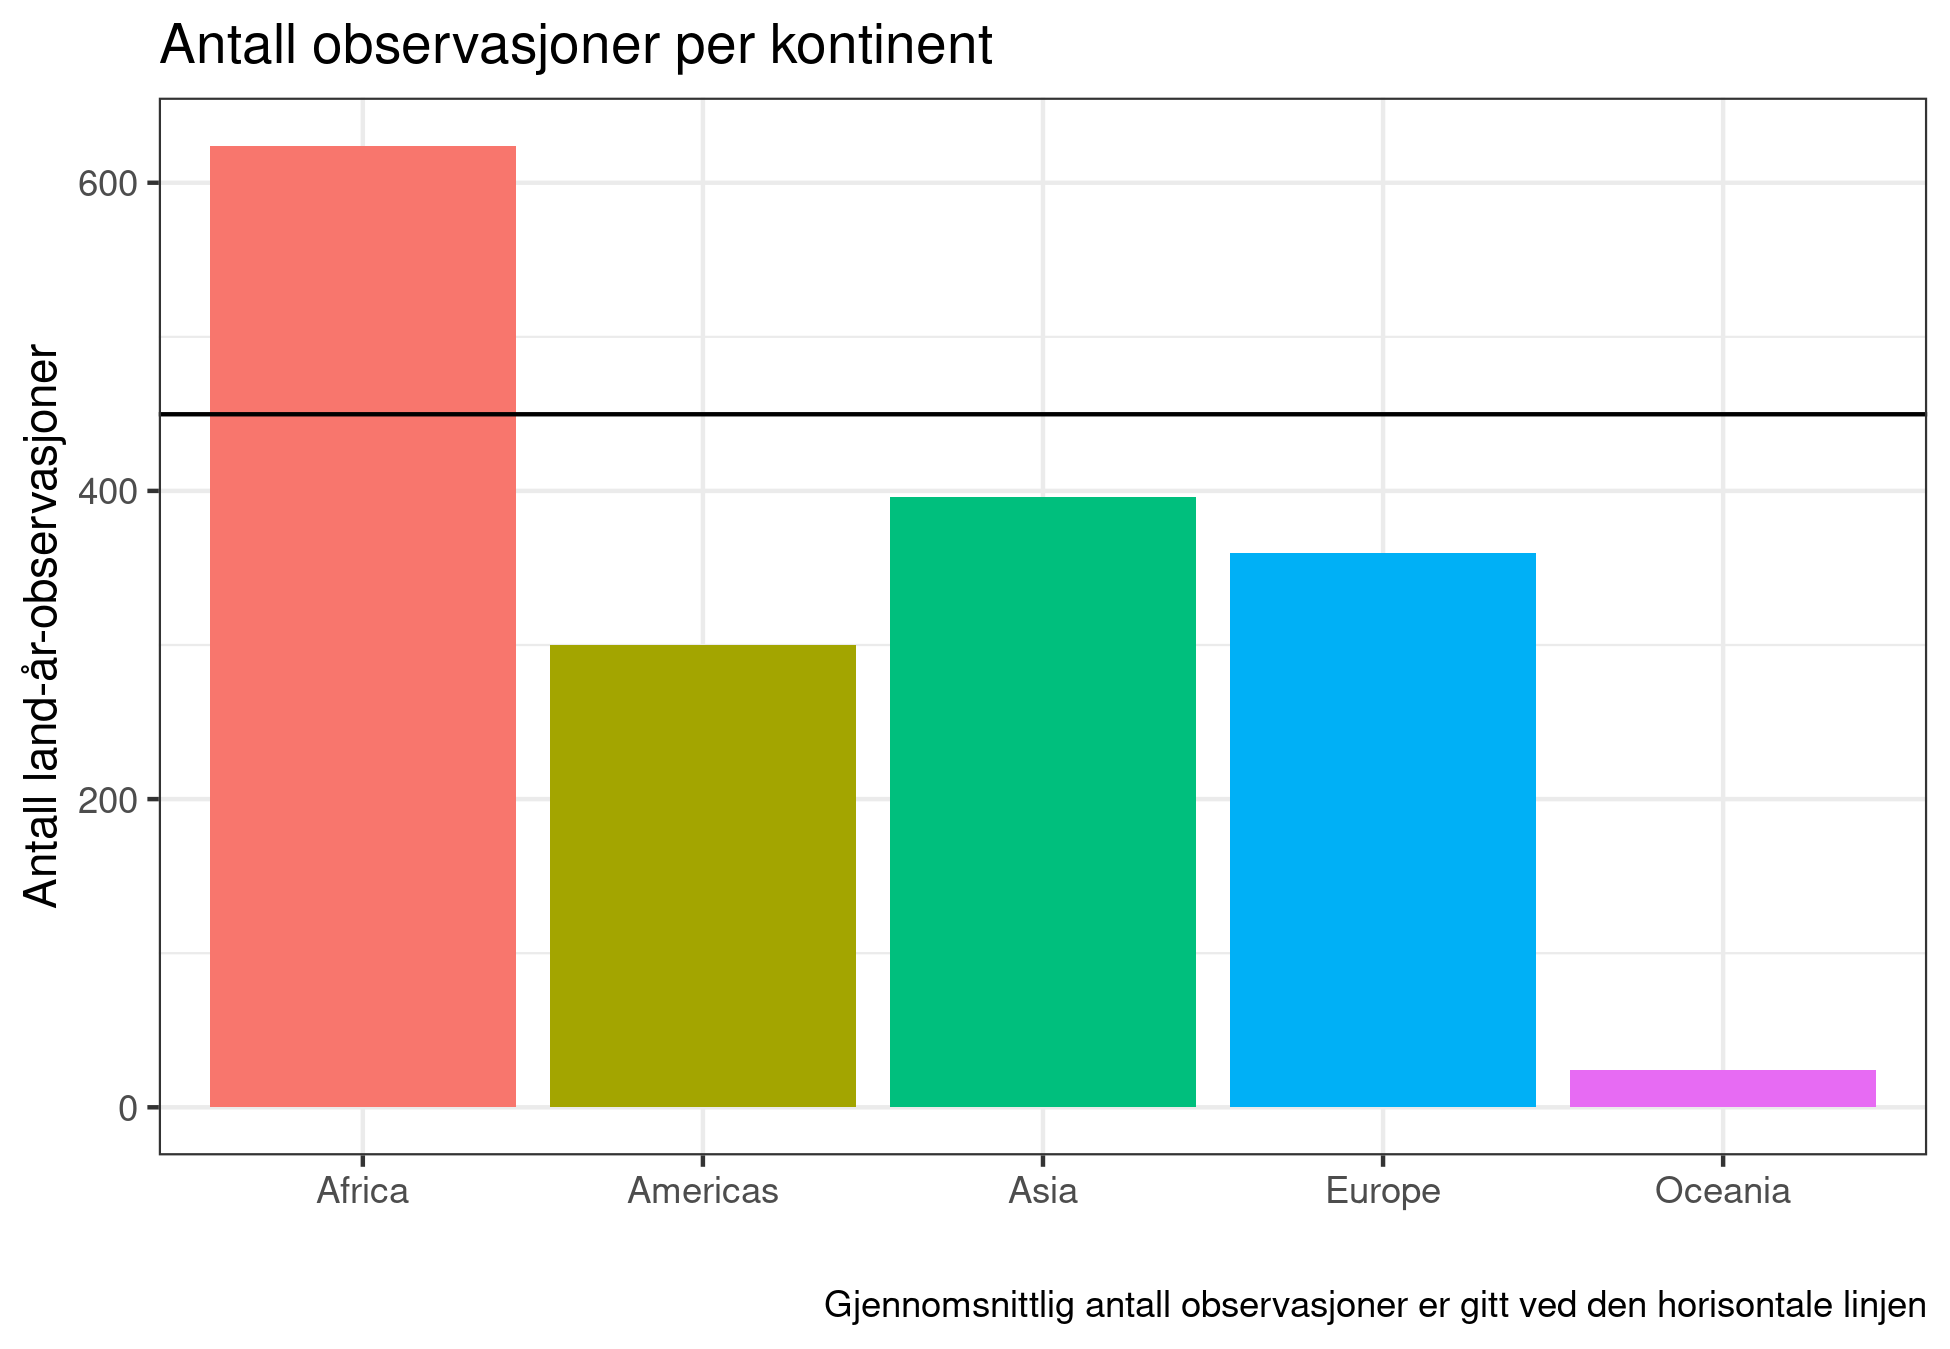 Antall observasjoner per kontinent
Antall land-år-observasjoner
600
400
200
0
Africa
Americas
Asia
Europe
Oceania
Gjennomsnittlig antall observasjoner er gitt ved den horisontale linjen